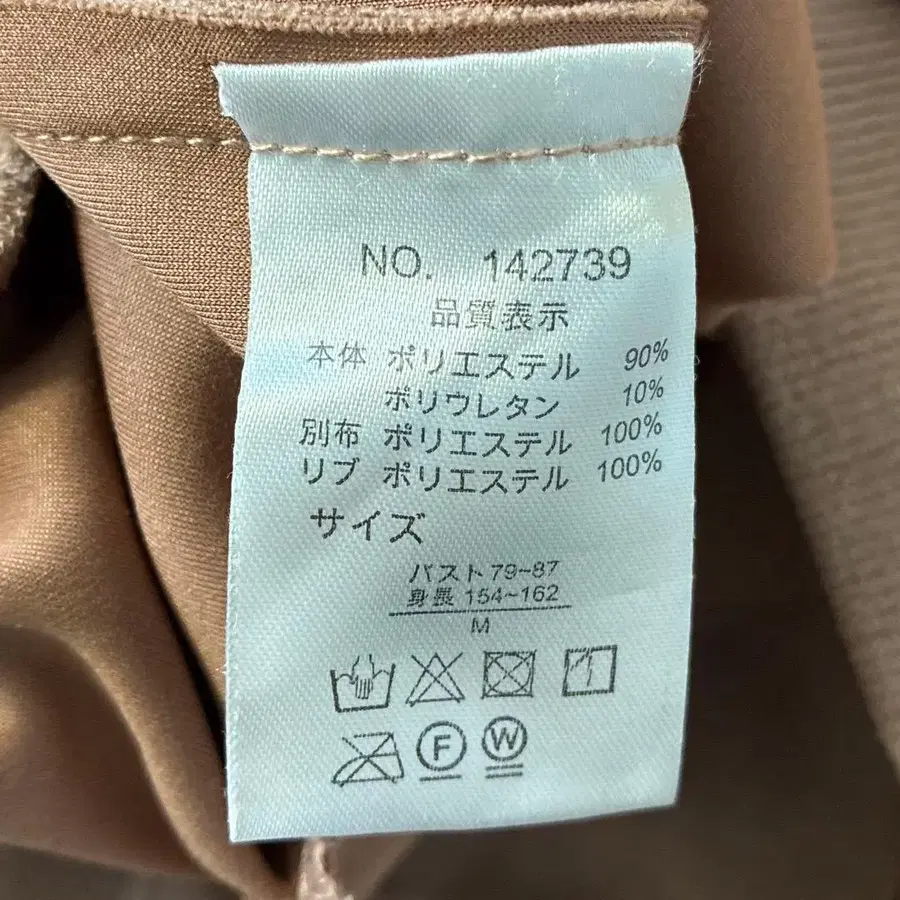 NO. 142739
品質表示
本体 ポリエステル 90%
ポリウレタン 10%
別布 ポリエステル 100%
リブ ポリエステル 100%
サイズ
バスト 79~87
身長 154~162
M
F W